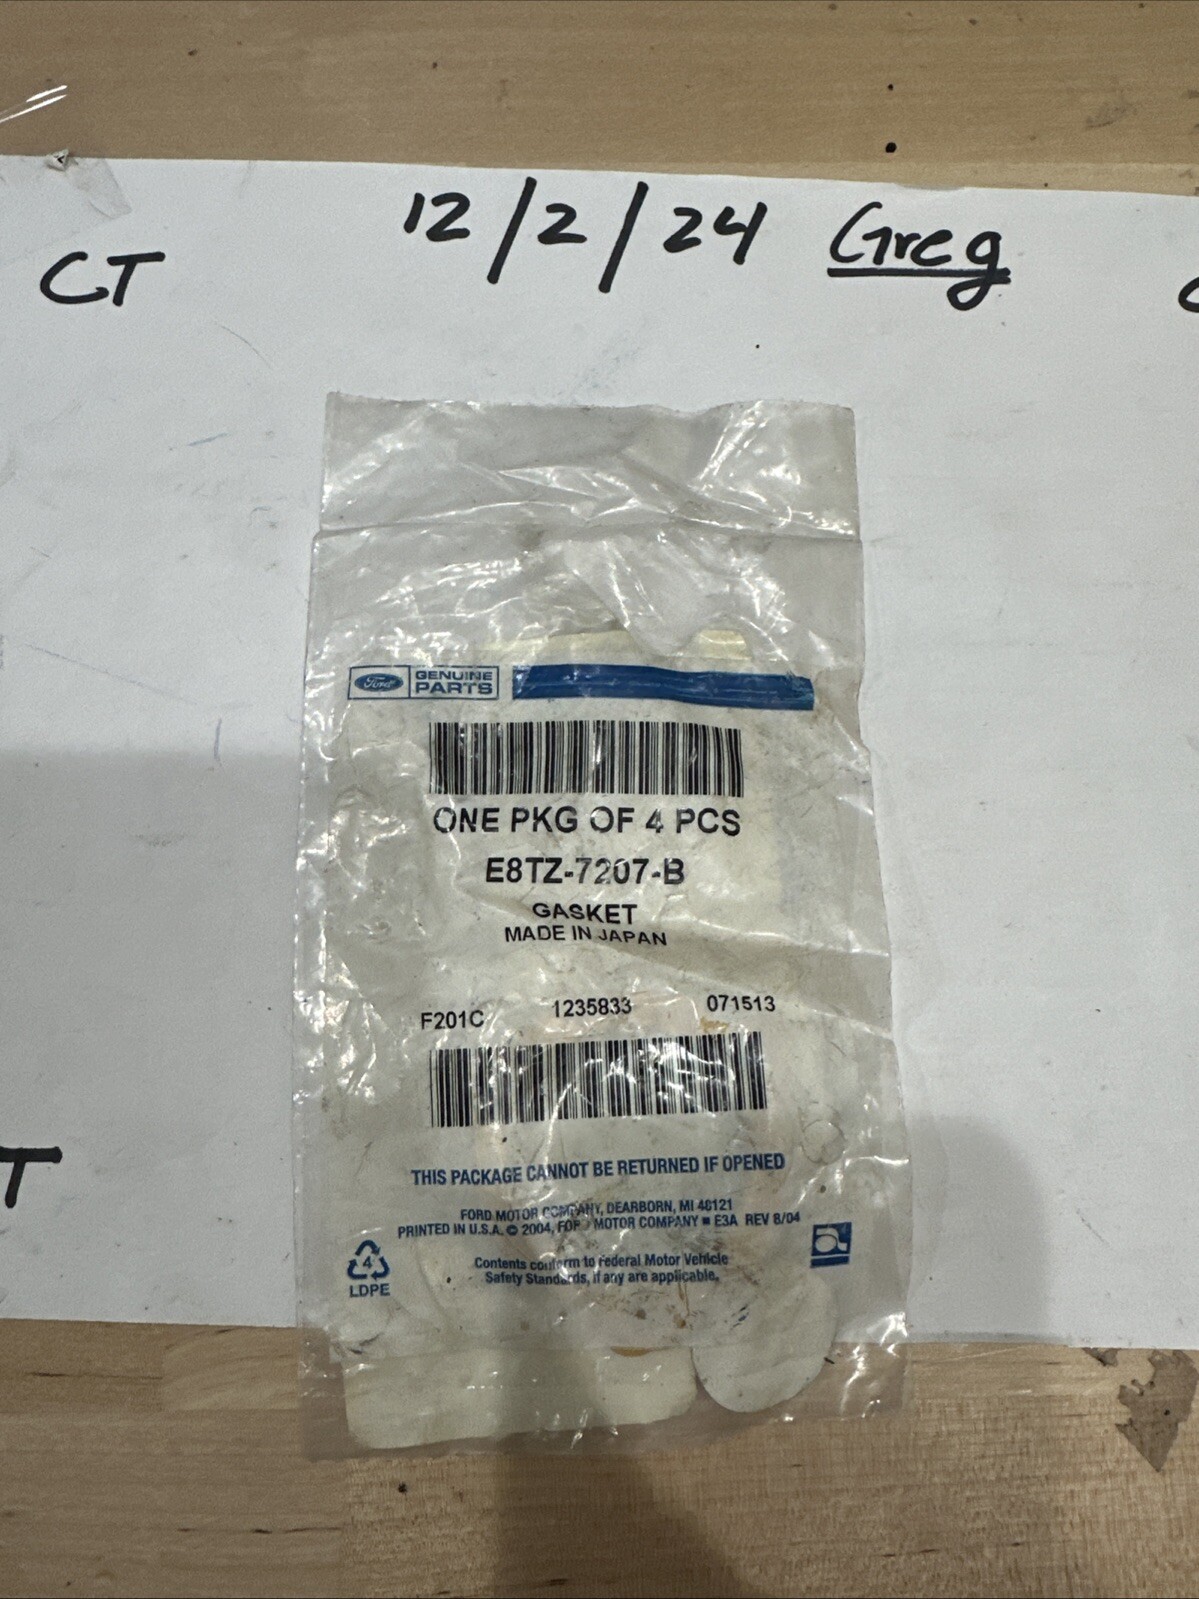 12/2/24 Greg
CT
Ford GENUINE
PARTS
ONE PKG OF 4 PCS
E8TZ-7207-B
GASKET
MADE IN JAPAN
F201C 1235833 071513
THIS PACKAGE CANNOT BE RETURNED IF OPENED
FORD MOTOR COMPANY, DEARBORN, MI 48121
PRINTED IN U.S.A. © 2004, FORD MOTOR COMPANY ■ E3A REV 8/04
Contents conform to Federal Motor Vehicle
Safety Standards, if any are applicable.
4
LDPE
T